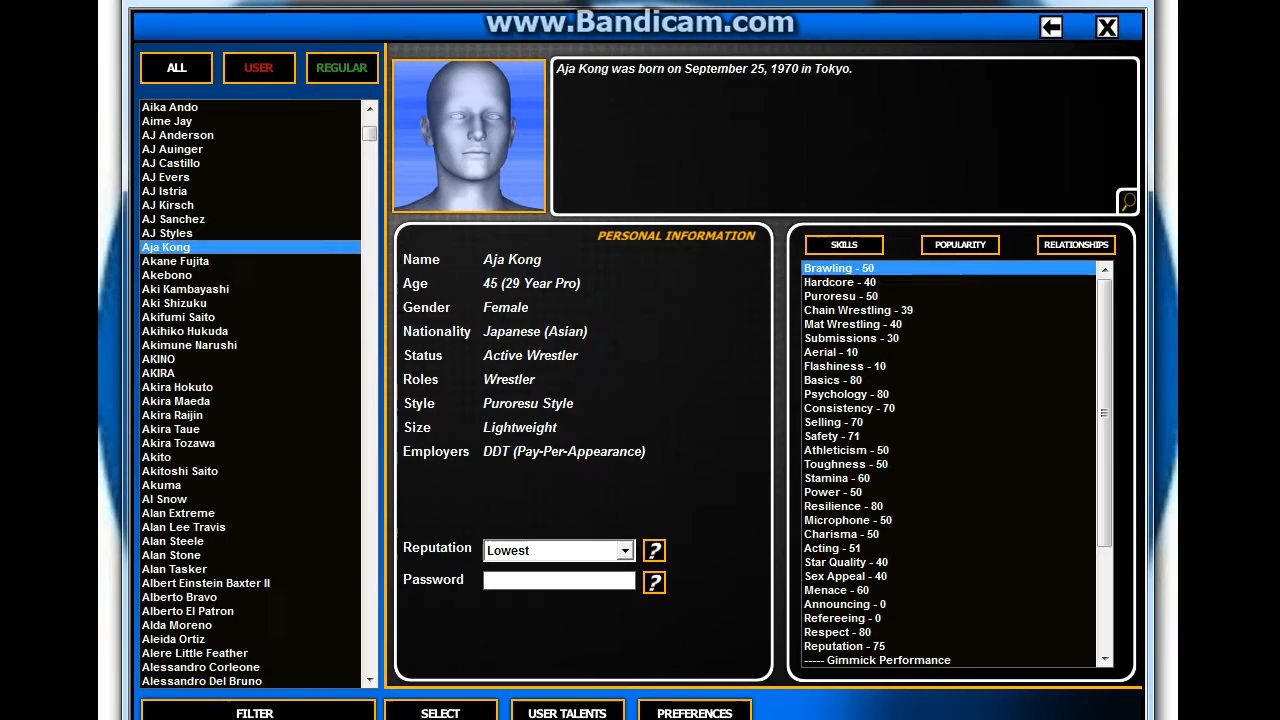 www.Bandicam.com
ALL
USER
REGULAR
Aika Ando
Aime Jay
AJ Anderson
AJ Auinger
AJ Castillo
AJ Evers
AJ Istria
AJ Kirsch
AJ Sanchez
AJ Styles
Aja Kong
Akane Fujita
Akebono
Aki Kambayashi
Aki Shizuku
Akifumi Saito
Akihiko Hukuda
Akimune Narushi
AKINO
AKIRA
Akira Hokuto
Akira Maeda
Akira Raijin
Akira Taue
Akira Tozawa
Akito
Akitoshi Saito
Akuma
Al Snow
Alan Extreme
Alan Lee Travis
Alan Steele
Alan Stone
Alan Tasker
Albert Einstein Baxter II
Alberto Bravo
Alberto El Patron
Alda Moreno
Aleida Ortiz
Alere Little Feather
Alessandro Corleone
Alessandro Del Bruno
FILTER
Aja Kong was born on September 25, 1970 in Tokyo.
PERSONAL INFORMATION
Name Aja Kong
Age 45 (29 Year Pro)
Gender Female
Nationality Japanese (Asian)
Status Active Wrestler
Roles Wrestler
Style Puroresu Style
Size Lightweight
Employers DDT (Pay-Per-Appearance)
Reputation Lowest ?
Password ?
SKILLS
POPULARITY
RELATIONSHIPS
Brawling - 50
Hardcore - 40
Puroresu - 50
Chain Wrestling - 39
Mat Wrestling - 40
Submissions - 30
Aerial - 10
Flashiness - 10
Basics - 80
Psychology - 80
Consistency - 70
Selling - 70
Safety - 71
Athleticism - 50
Toughness - 50
Stamina - 60
Power - 50
Resilience - 80
Microphone - 50
Charisma - 50
Acting - 51
Star Quality - 40
Sex Appeal - 40
Menace - 60
Announcing - 0
Refereeing - 0
Respect - 80
Reputation - 75
----- Gimmick Performance
SELECT
USER TALENTS
PREFERENCES